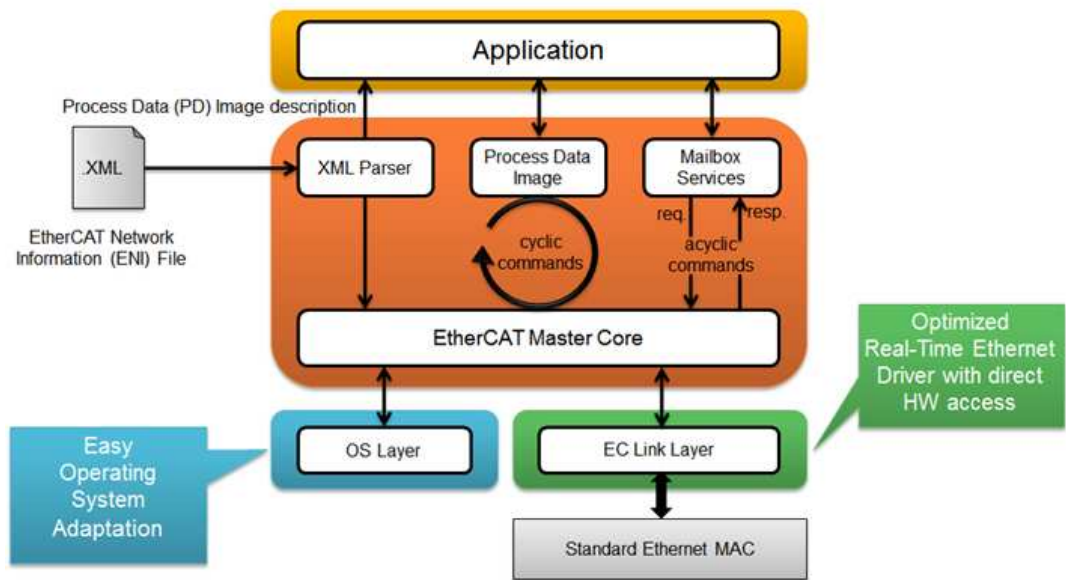 Application
Process Data (PD) Image description
.XML
XML Parser
Process Data
Image
Mailbox
Services
req.
resp.
EtherCAT Network
Information (ENI) File
cyclic
commands
acyclic
commands
EtherCAT Master Core
Optimized
Real-Time Ethernet
Driver with direct
HW access
Easy
Operating
System
Adaptation
OS Layer
EC Link Layer
Standard Ethernet MAC